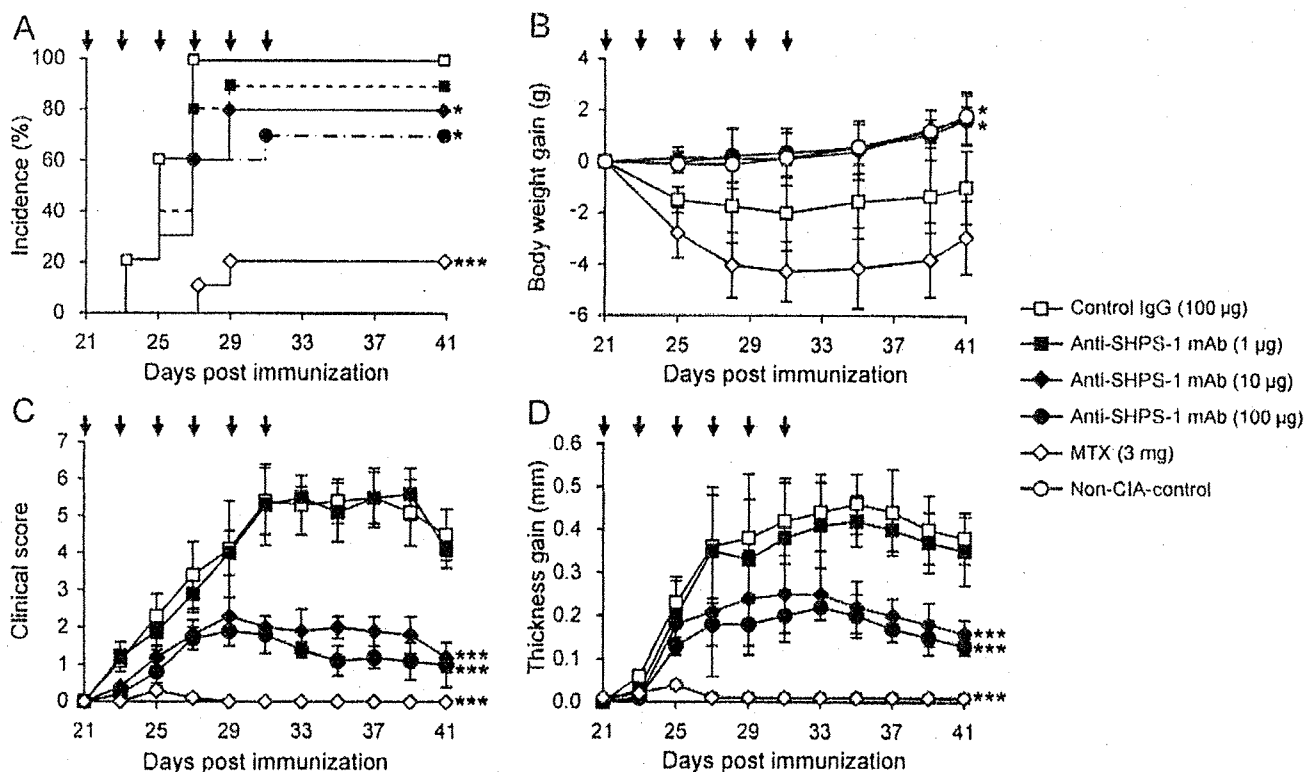 A
100
80
60
40
20
0
Incidence (%)
*
*
***
21 25 29 33 37 41
Days post immunization
B
4
2
0
-2
-4
-6
Body weight gain (g)
*
*
21 25 29 33 37 41
Days post immunization
C
7
6
5
4
3
2
1
0
Clinical score
***
***
***
21 25 29 33 37 41
Days post immunization
D
0.6
0.5
0.4
0.3
0.2
0.1
0.0
Thickness gain (mm)
***
***
***
21 25 29 33 37 41
Days post immunization
Control IgG (100 µg)
Anti-SHPS-1 mAb (1 µg)
Anti-SHPS-1 mAb (10 µg)
Anti-SHPS-1 mAb (100 µg)
MTX (3 mg)
Non-CIA-control